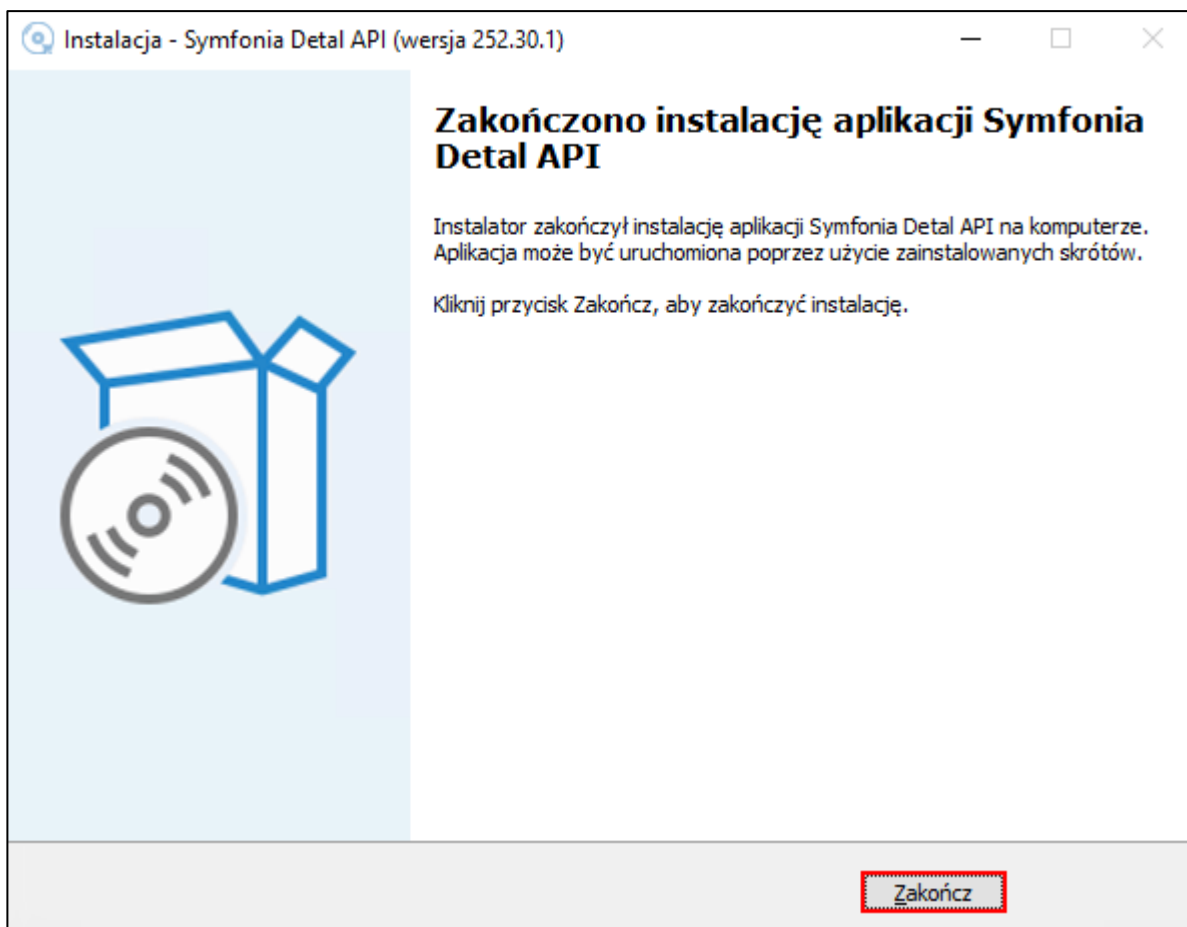 Instalacja - Symfonia Detal API (wersja 252.30.1)
Zakończono instalację aplikacji Symfonia
Detal API
Instalator zakończył instalację aplikacji Symfonia Detal API na komputerze.
Aplikacja może być uruchomiona poprzez użycie zainstalowanych skrótów.
Kliknij przycisk Zakończ, aby zakończyć instalację.
Zakończ